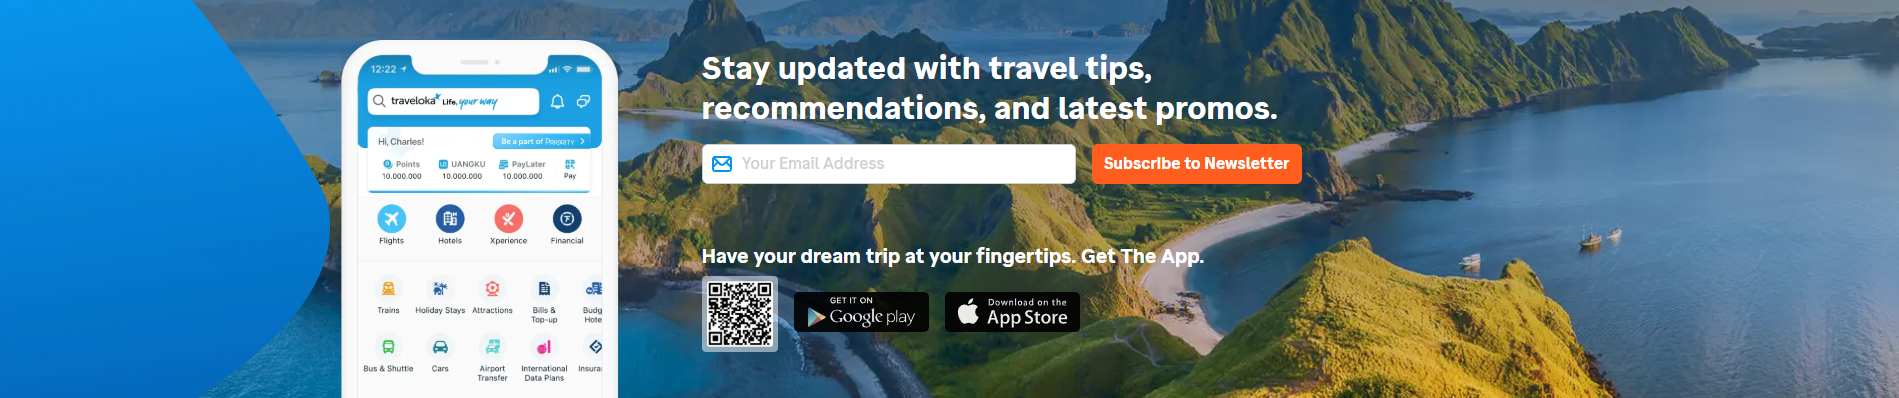 12:22
traveloka Life, your way
Hi, Charles!
Be a part of PRIORITY
Points
UANGKU
PayLater
10.000.000
10.000.000
10.000.000
Pay
Flights
Hotels
Xperience
Financial
Trains
Holiday Stays
Attractions
Bills &
Top-up
Budg
Hote
Bus & Shuttle
Cars
Airport
Transfer
International
Data Plans
Insura
Stay updated with travel tips,
recommendations, and latest promos.
Your Email Address
Subscribe to Newsletter
Have your dream trip at your fingertips. Get The App.
GET IT ON
Google play
Download on the
App Store